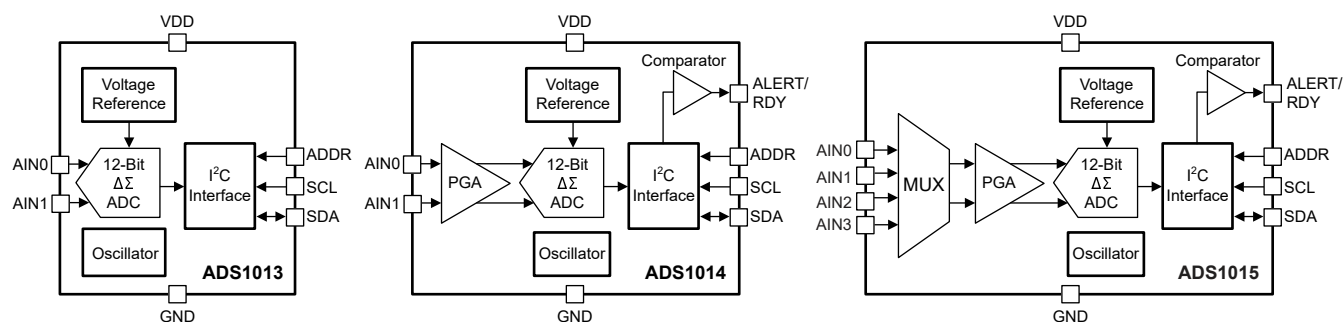 VDD
Voltage
Reference
AIN0
AIN1
12-Bit
ΔΣ
ADC
I²C
Interface
ADDR
SCL
SDA
Oscillator
ADS1013
GND
VDD
Comparator
ALERT/
RDY
Voltage
Reference
AIN0
AIN1
PGA
12-Bit
ΔΣ
ADC
I²C
Interface
ADDR
SCL
SDA
Oscillator
ADS1014
GND
VDD
Comparator
ALERT/
RDY
Voltage
Reference
AIN0
AIN1
AIN2
AIN3
MUX
PGA
12-Bit
ΔΣ
ADC
I²C
Interface
ADDR
SCL
SDA
Oscillator
ADS1015
GND